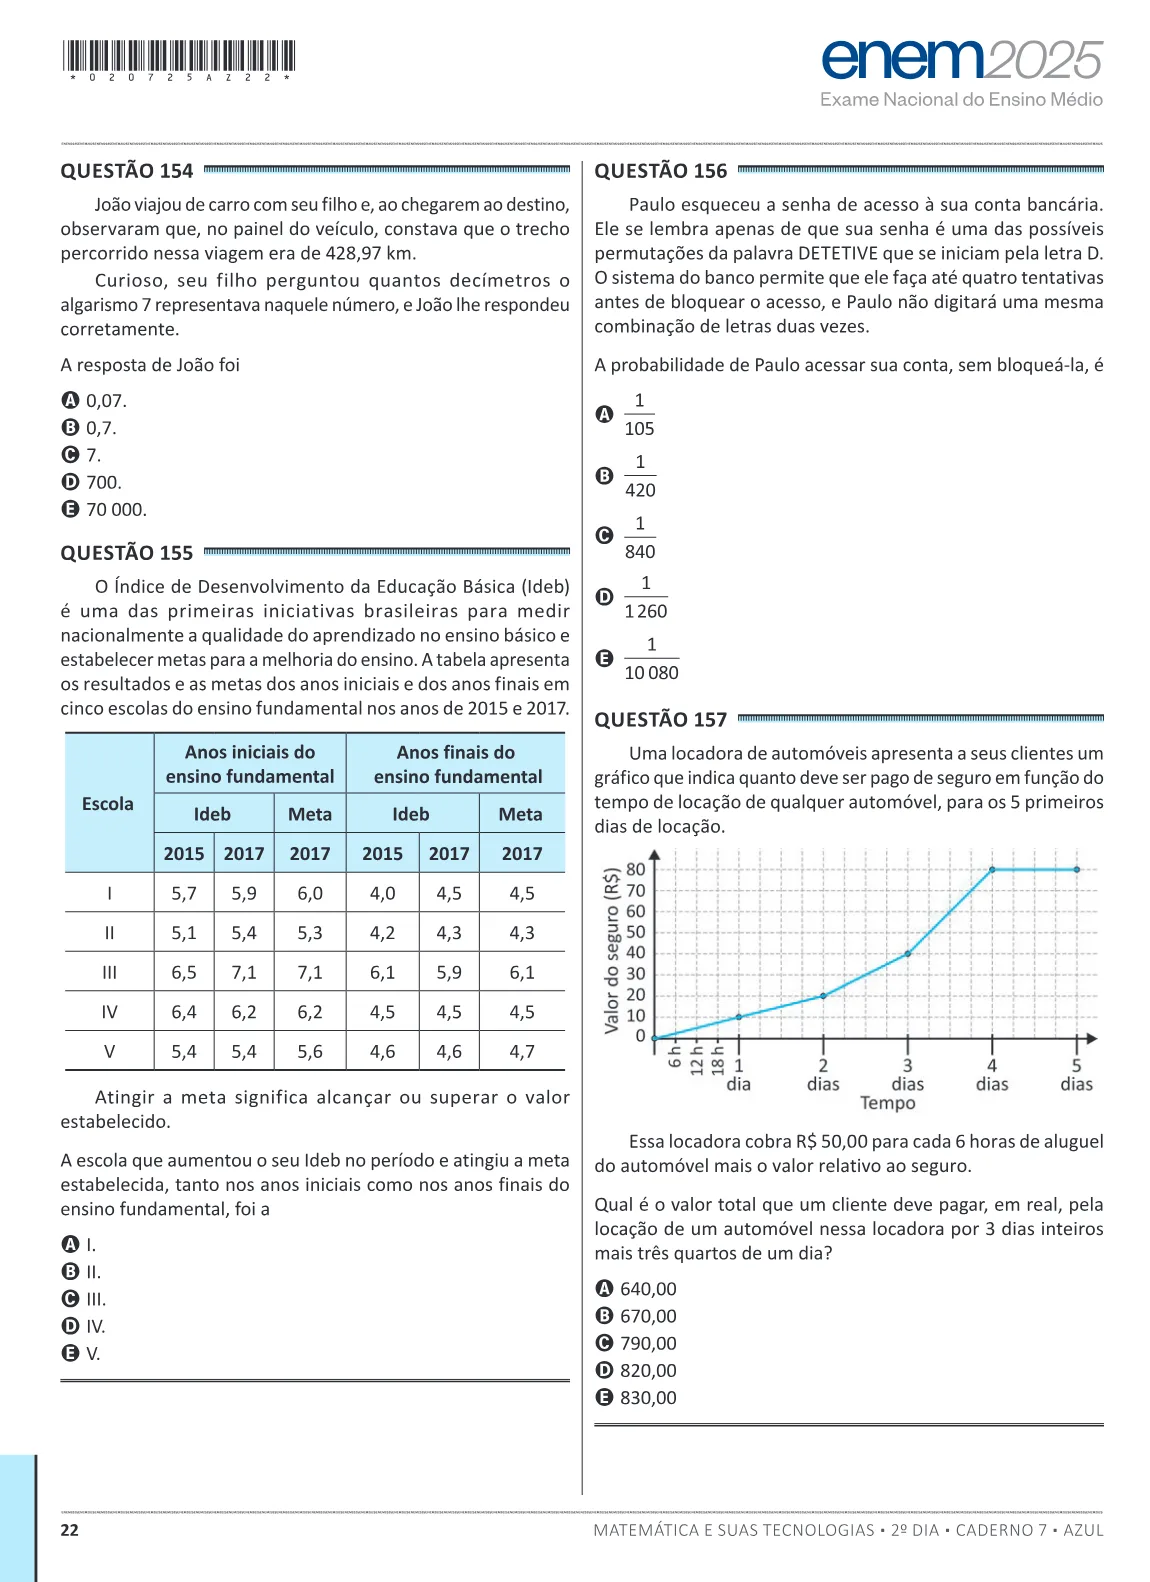 *020725AZ22*
enem2025
Exame Nacional do Ensino Médio
QUESTÃO 154
João viajou de carro com seu filho e, ao chegarem ao destino,
observaram que, no painel do veículo, constava que o trecho
percorrido nessa viagem era de 428,97 km.
Curioso, seu filho perguntou quantos decímetros o
algarismo 7 representava naquele número, e João lhe respondeu
corretamente.
A resposta de João foi
A 0,07.
B 0,7.
C 7.
D 700.
E 70 000.
QUESTÃO 155
O Índice de Desenvolvimento da Educação Básica (Ideb)
é uma das primeiras iniciativas brasileiras para medir
nacionalmente a qualidade do aprendizado no ensino básico e
estabelecer metas para a melhoria do ensino. A tabela apresenta
os resultados e as metas dos anos iniciais e dos anos finais em
cinco escolas do ensino fundamental nos anos de 2015 e 2017.
Escola
Anos iniciais do ensino fundamental
Anos finais do ensino fundamental
Ideb Meta Ideb Meta
2015 2017 2017 2015 2017 2017
I 5,7 5,9 6,0 4,0 4,5 4,5
II 5,1 5,4 5,3 4,2 4,3 4,3
III 6,5 7,1 7,1 6,1 5,9 6,1
IV 6,4 6,2 6,2 4,5 4,5 4,5
V 5,4 5,4 5,6 4,6 4,6 4,7
Atingir a meta significa alcançar ou superar o valor
estabelecido.
A escola que aumentou o seu Ideb no período e atingiu a meta
estabelecida, tanto nos anos iniciais como nos anos finais do
ensino fundamental, foi a
A I.
B II.
C III.
D IV.
E V.
QUESTÃO 156
Paulo esqueceu a senha de acesso à sua conta bancária.
Ele se lembra apenas de que sua senha é uma das possíveis
permutações da palavra DETETIVE que se iniciam pela letra D.
O sistema do banco permite que ele faça até quatro tentativas
antes de bloquear o acesso, e Paulo não digitará uma mesma
combinação de letras duas vezes.
A probabilidade de Paulo acessar sua conta, sem bloqueá-la, é
A 1/105
B 1/420
C 1/840
D 1/1 260
E 1/10 080
QUESTÃO 157
Uma locadora de automóveis apresenta a seus clientes um
gráfico que indica quanto deve ser pago de seguro em função do
tempo de locação de qualquer automóvel, para os 5 primeiros
dias de locação.
Valor do seguro (R$)
80
70
60
50
40
30
20
10
0
6 h 12 h 18 h 1 dia 2 dias 3 dias 4 dias 5 dias
Tempo
Essa locadora cobra R$ 50,00 para cada 6 horas de aluguel
do automóvel mais o valor relativo ao seguro.
Qual é o valor total que um cliente deve pagar, em real, pela
locação de um automóvel nessa locadora por 3 dias inteiros
mais três quartos de um dia?
A 640,00
B 670,00
C 790,00
D 820,00
E 830,00
22
MATEMÁTICA E SUAS TECNOLOGIAS • 2º DIA • CADERNO 7 • AZUL